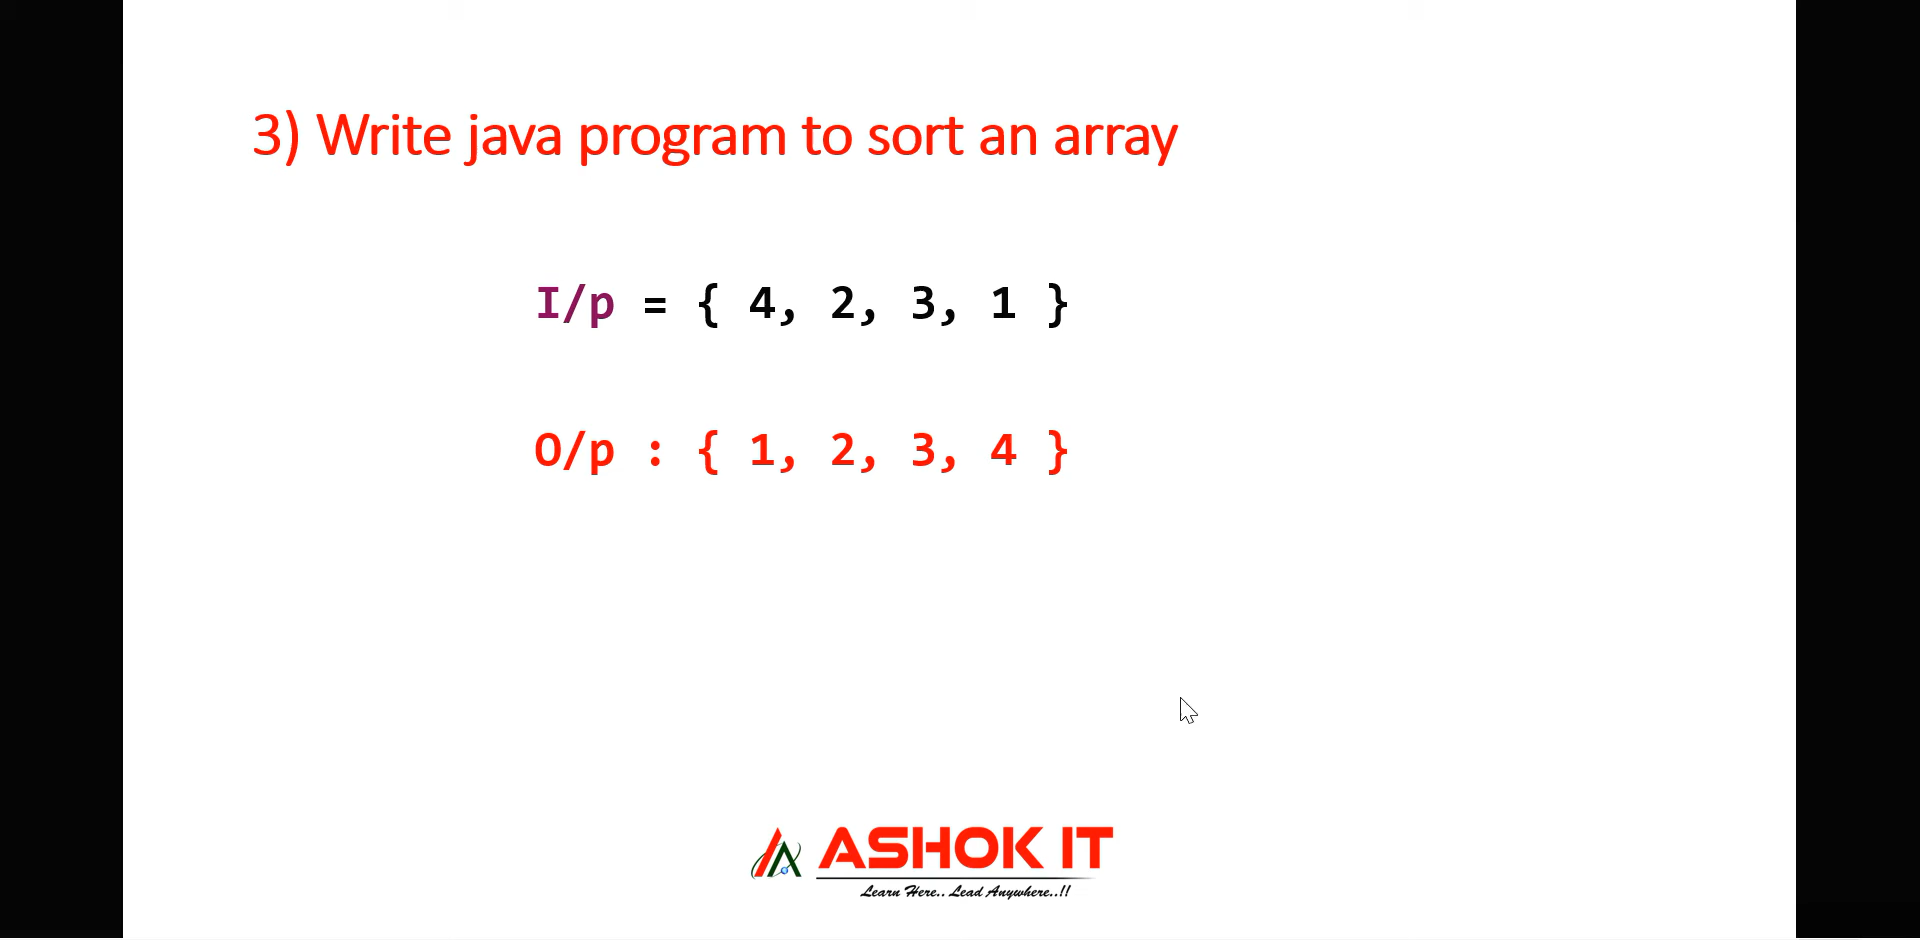 3) Write java program to sort an array
I/p = { 4, 2, 3, 1 }
O/p : { 1, 2, 3, 4 }
ASHOK IT
Learn Here.. Lead Anywhere..!!